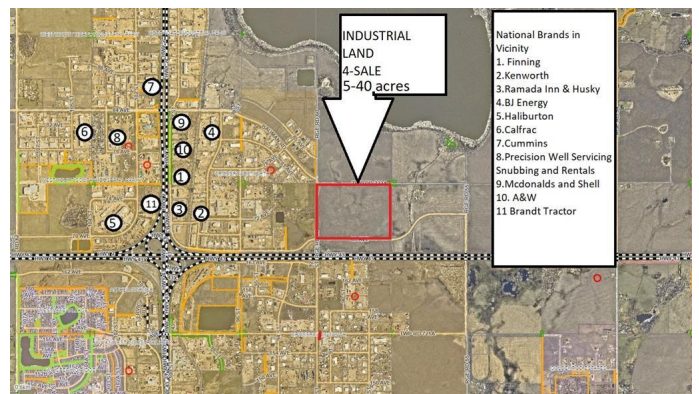 INDUSTRIAL
LAND
4-SALE
5-40 acres
National Brands in
Vicinity
1. Finning
2.Kenworth
3.Ramada Inn & Husky
4.BJ Energy
5.Haliburton
6.Calfrac
7.Cummins
8.Precision Well Servicing
Snubbing and Rentals
9.Mcdonalds and Shell
10. A&W
11 Brandt Tractor
7
9
6
8
4
10
1
11
3
2
5